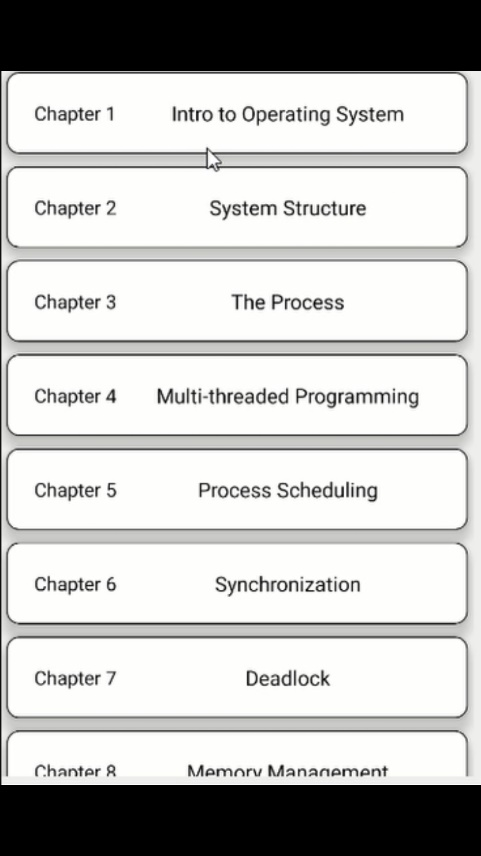 Chapter 1 Intro to Operating System
Chapter 2 System Structure
Chapter 3 The Process
Chapter 4 Multi-threaded Programming
Chapter 5 Process Scheduling
Chapter 6 Synchronization
Chapter 7 Deadlock
Chapter 8 Memory Management